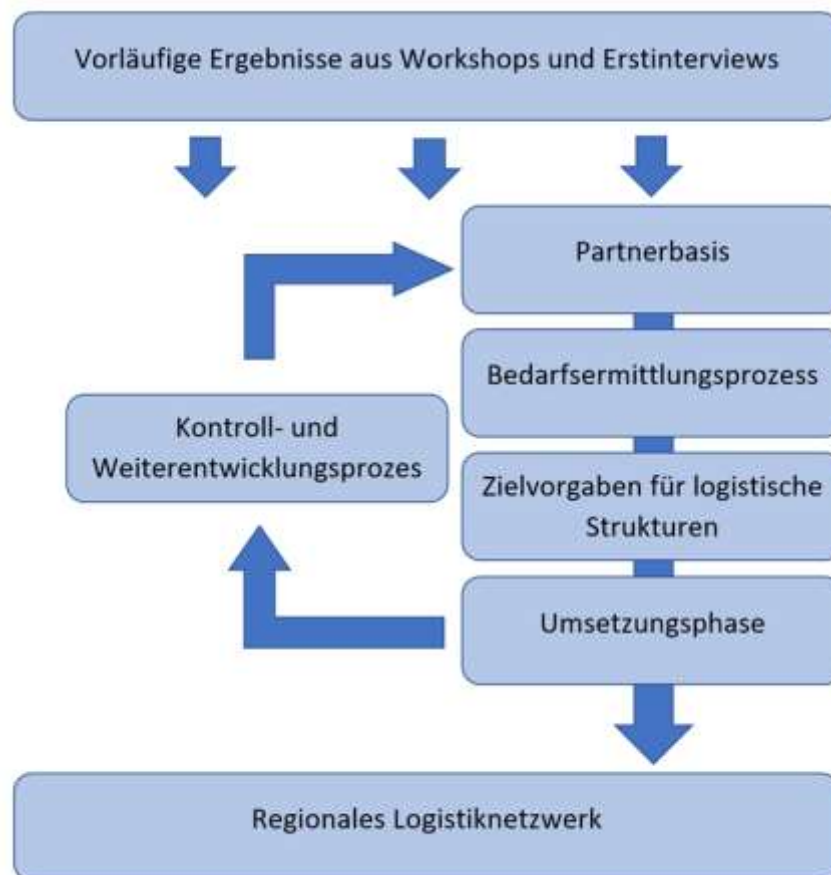 Vorläufige Ergebnisse aus Workshops und Erstinterviews
Partnerbasis
Bedarfsermittlungsprozess
Kontroll- und
Weiterentwicklungsprozes
Zielvorgaben für logistische
Strukturen
Umsetzungsphase
Regionales Logistiknetzwerk